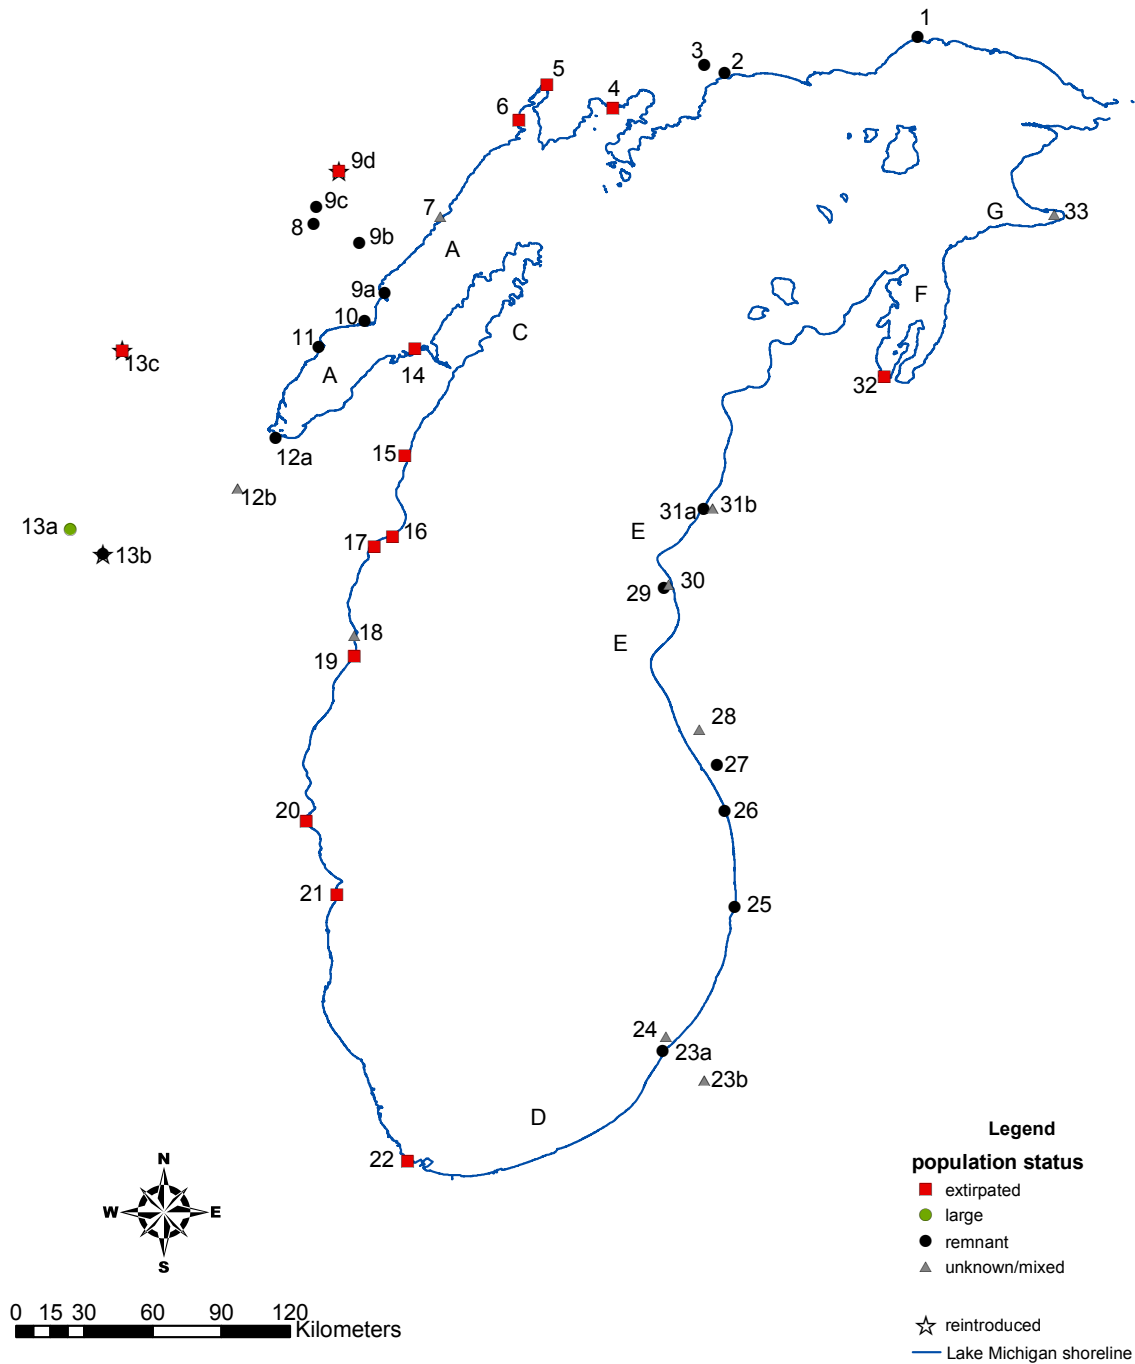 1
3
2
5
4
6
9d
9c
7
33
8
G
9b
A
9a
F
10
C
11
13c
A
14
32
15
12a
12b
31a
31b
13a
E
16
17
13b
30
29
18
E
19
28
27
20
26
21
25
24
23a
23b
D
22
Legend
population status
extirpated
large
remnant
unknown/mixed
reintroduced
Lake Michigan shoreline
N
W E
S
0 15 30 60 90 120
Kilometers